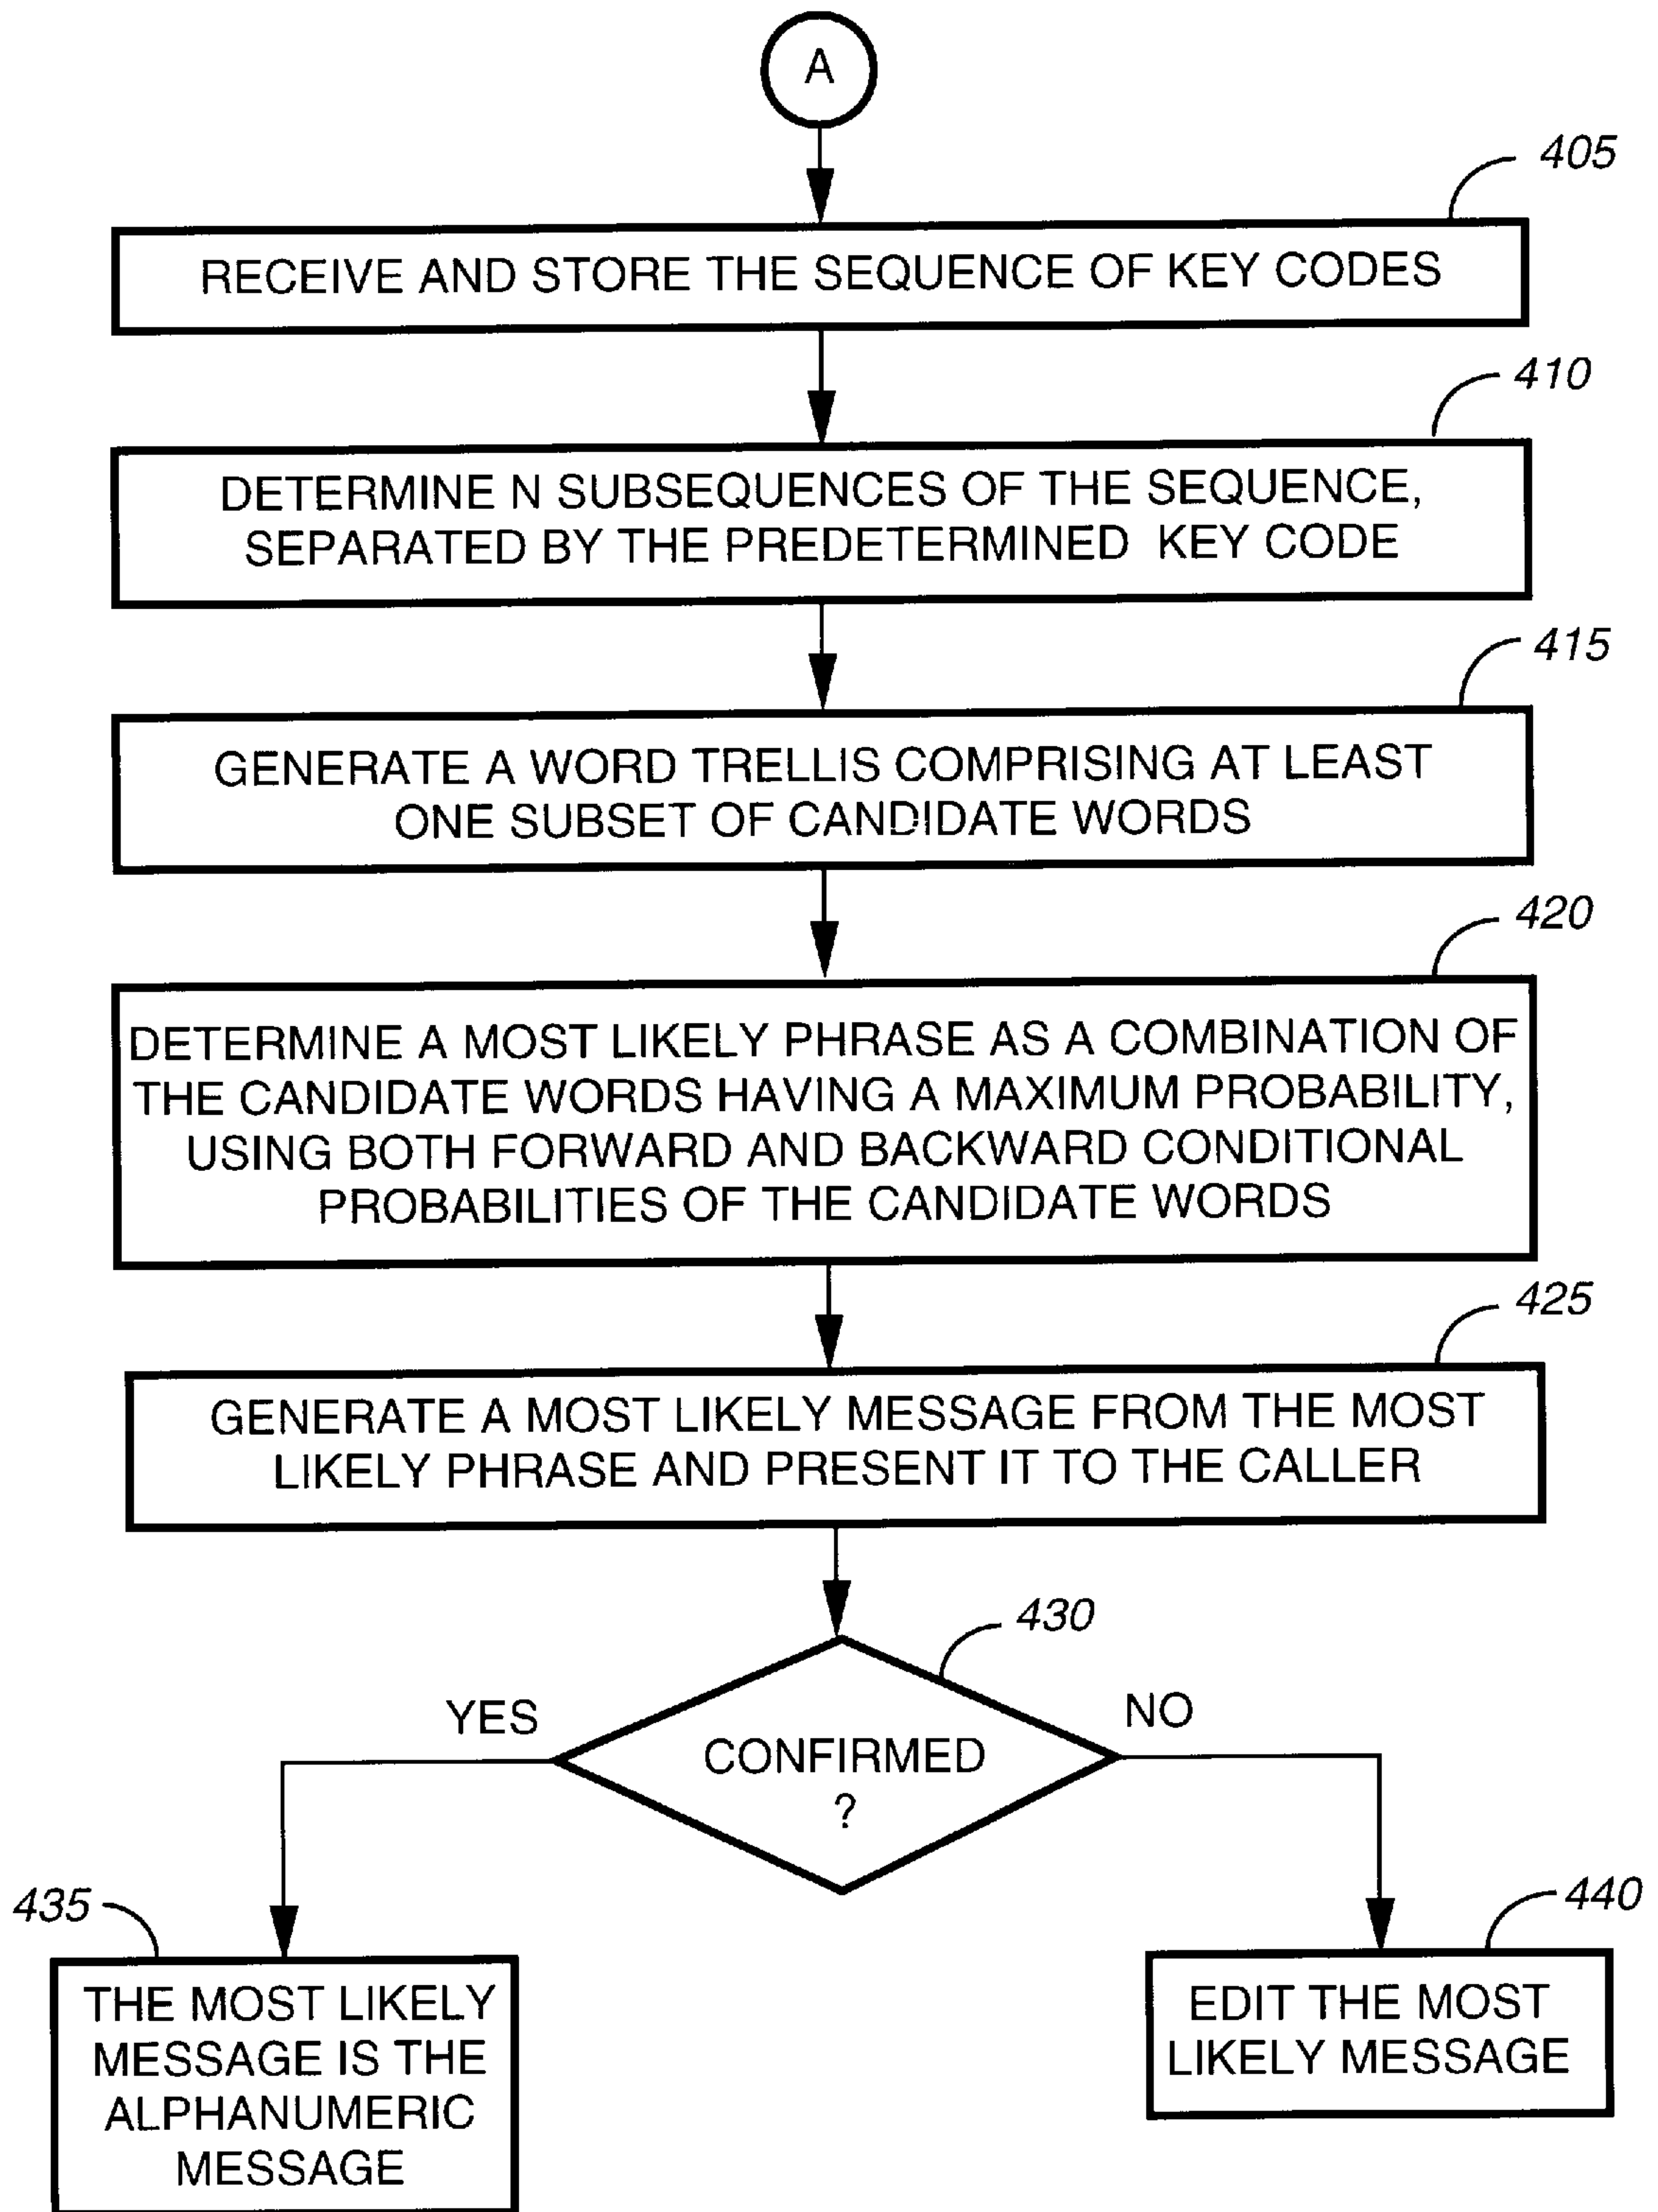 A
405
RECEIVE AND STORE THE SEQUENCE OF KEY CODES
410
DETERMINE N SUBSEQUENCES OF THE SEQUENCE,
SEPARATED BY THE PREDETERMINED KEY CODE
415
GENERATE A WORD TRELLIS COMPRISING AT LEAST
ONE SUBSET OF CANDIDATE WORDS
420
DETERMINE A MOST LIKELY PHRASE AS A COMBINATION OF
THE CANDIDATE WORDS HAVING A MAXIMUM PROBABILITY,
USING BOTH FORWARD AND BACKWARD CONDITIONAL
PROBABILITIES OF THE CANDIDATE WORDS
425
GENERATE A MOST LIKELY MESSAGE FROM THE MOST
LIKELY PHRASE AND PRESENT IT TO THE CALLER
430
YES
NO
CONFIRMED
?
435
THE MOST LIKELY
MESSAGE IS THE
ALPHANUMERIC
MESSAGE
440
EDIT THE MOST
LIKELY MESSAGE